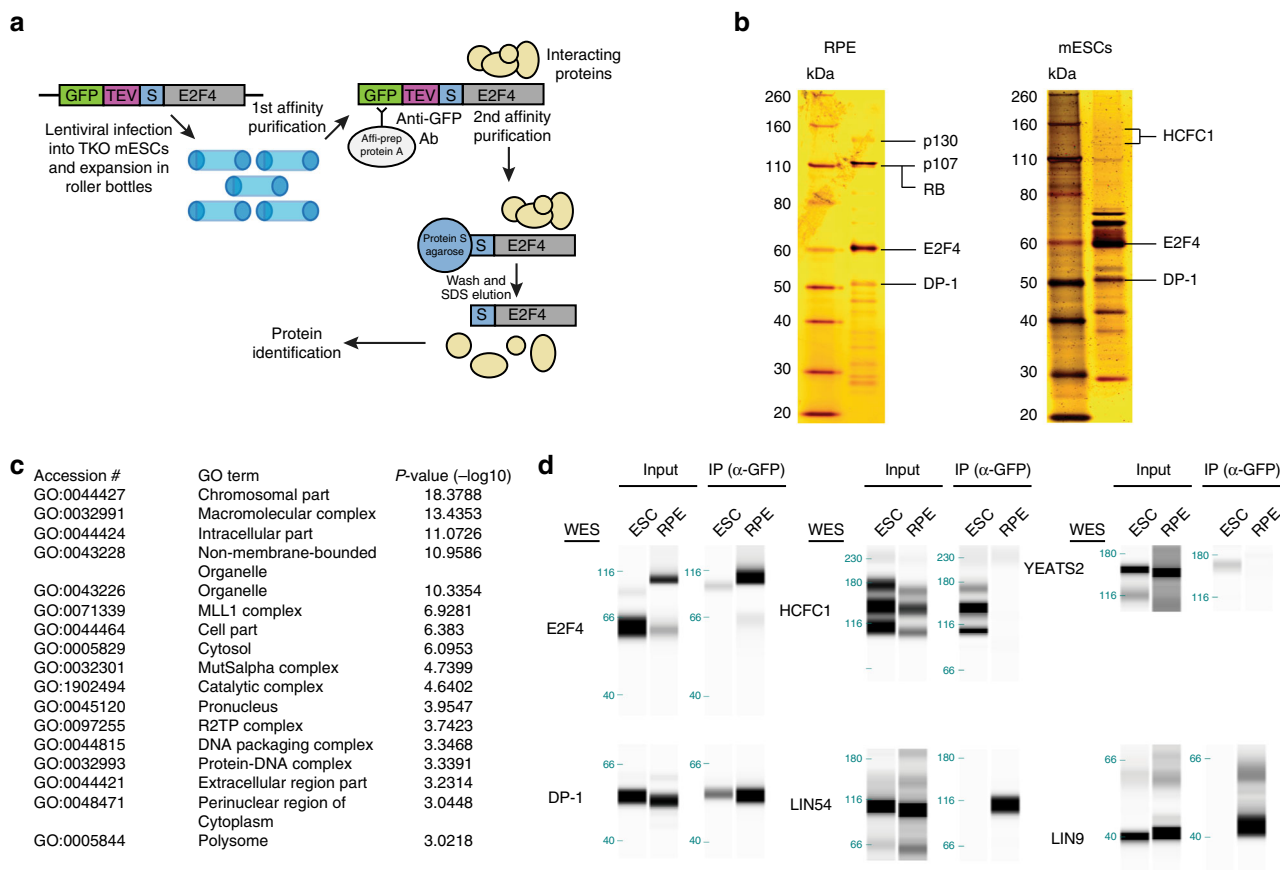 a
GFP TEV S E2F4
Lentiviral infection
into TKO mESCs
and expansion in
roller bottles
1st affinity
purification
GFP TEV S E2F4
Interacting
proteins
Affi-prep
protein A
Anti-GFP
Ab
2nd affinity
purification
Protein S
agarose
S E2F4
Wash and
SDS elution
S E2F4
Protein
identification
b
RPE
kDa
260
160
110
80
60
50
40
30
20
p130
p107
RB
E2F4
DP-1
mESCs
kDa
260
160
110
80
60
50
40
30
20
HCFC1
E2F4
DP-1
c
Accession # GO term P-value (–log10)
GO:0044427 Chromosomal part 18.3788
GO:0032991 Macromolecular complex 13.4353
GO:0044424 Intracellular part 11.0726
GO:0043228 Non-membrane-bounded 10.9586
Organelle
GO:0043226 Organelle 10.3354
GO:0071339 MLL1 complex 6.9281
GO:0044464 Cell part 6.383
GO:0005829 Cytosol 6.0953
GO:0032301 MutSalpha complex 4.7399
GO:1902494 Catalytic complex 4.6402
GO:0045120 Pronucleus 3.9547
GO:0097255 R2TP complex 3.7423
GO:0044815 DNA packaging complex 3.3468
GO:0032993 Protein-DNA complex 3.3391
GO:0044421 Extracellular region part 3.2314
GO:0048471 Perinuclear region of 3.0448
Cytoplasm
GO:0005844 Polysome 3.0218
d
Input IP (α-GFP)
WES ESC RPE ESC RPE
E2F4
116
66
40
116
66
40
DP-1
66
40
66
40
Input IP (α-GFP)
WES ESC RPE ESC RPE
HCFC1
230
180
116
230
180
116
66
LIN54
180
116
66
180
116
66
Input IP (α-GFP)
WES ESC RPE ESC RPE
YEATS2
180
116
180
116
LIN9
66
40
66
40